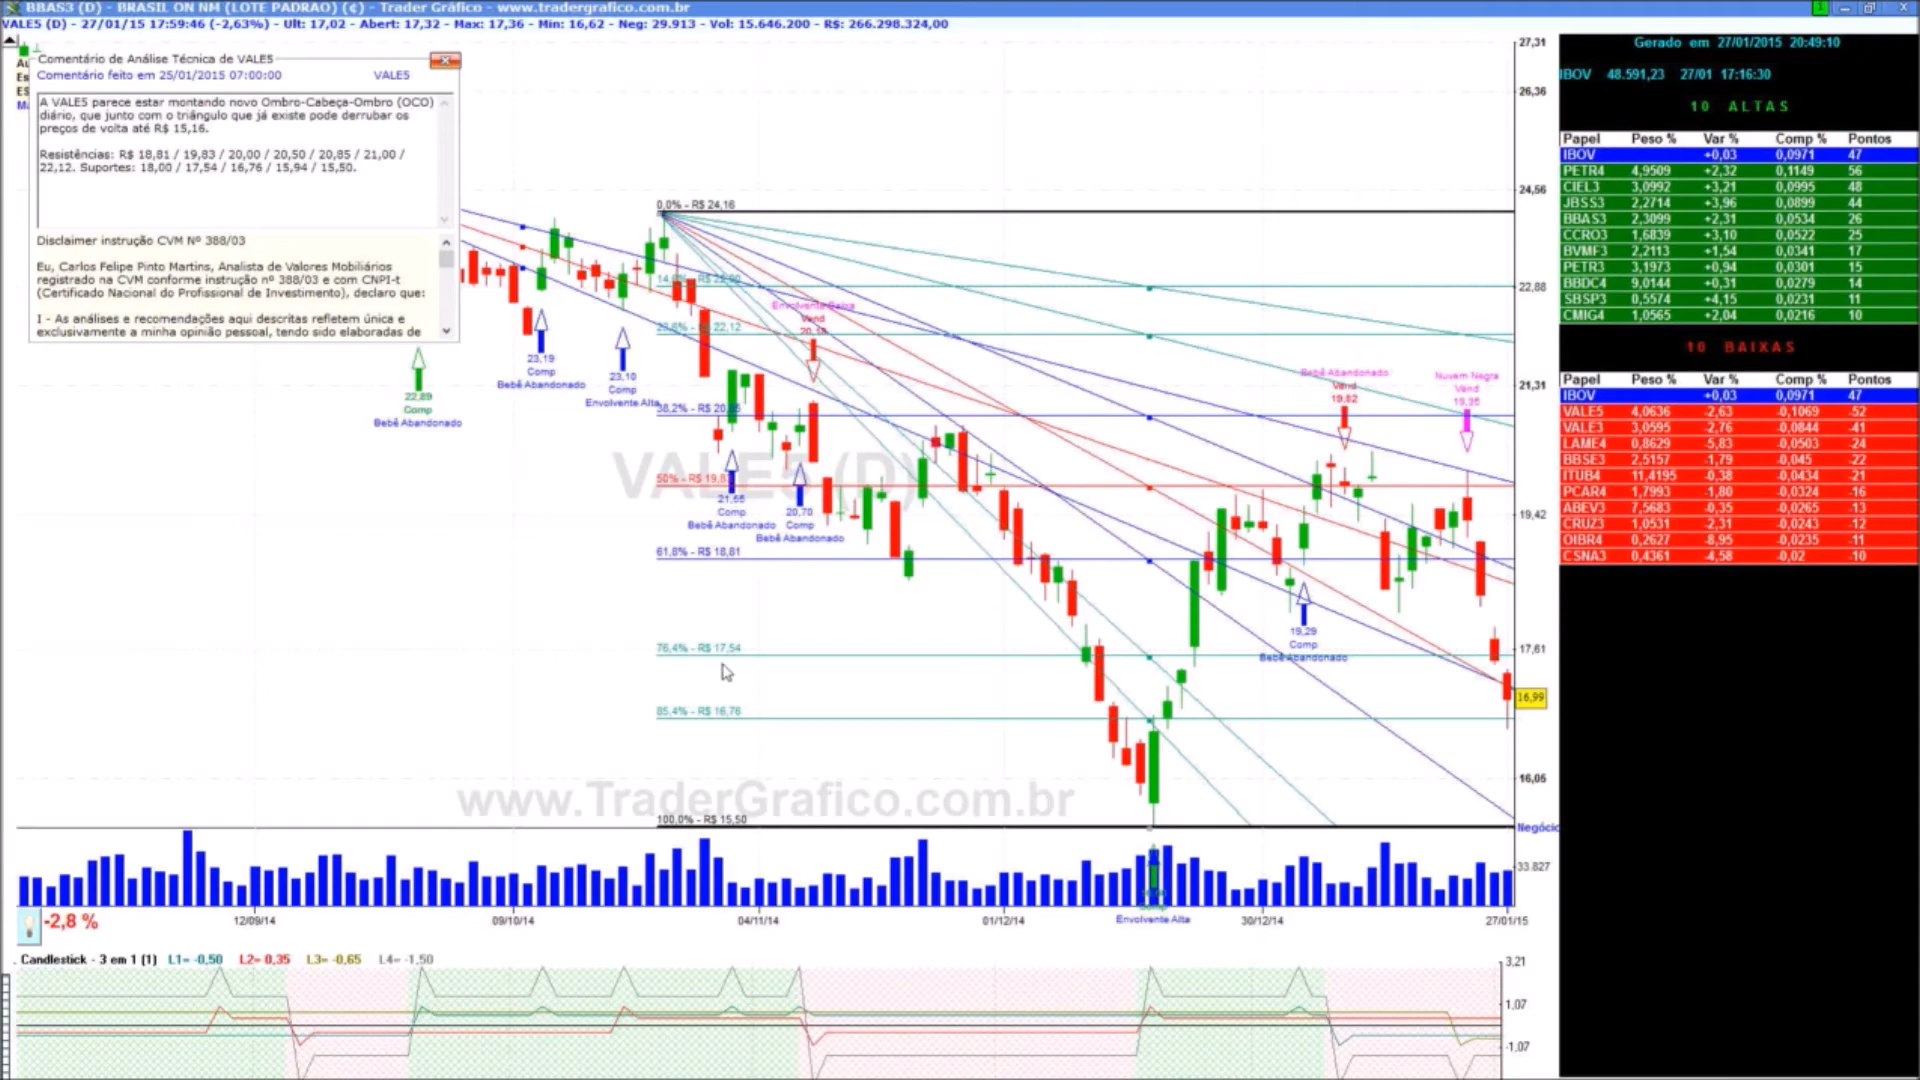 BBAS3 (D) - BRASIL ON NM (LOTE PADRAO) (¢) - Trader Gráfico - www.tradergrafico.com.br
VALE5 (D) - 27/01/15 17:59:46 (-2,63%) - Ult: 17,02 - Abert: 17,32 - Max: 17,36 - Min: 16,62 - Neg: 29.913 - Vol: 15.646.200 - R$: 266.298.324,00
Comentário de Análise Técnica de VALE5
Comentário feito em 25/01/2015 07:00:00 VALE5
A VALE5 parece estar montando novo Ombro-Cabeça-Ombro (OCO)
diário, que junto com o triângulo que já existe pode derrubar os
preços de volta até R$ 15,16.
Resistências: R$ 18,81 / 19,83 / 20,00 / 20,50 / 20,85 / 21,00 /
22,12. Suportes: 18,00 / 17,54 / 16,76 / 15,94 / 15,50.
Disclaimer instrução CVM Nº 388/03
Eu, Carlos Felipe Pinto Martins, Analista de Valores Mobiliários
registrado na CVM conforme instrução nº 388/03 e com CNPI-t
(Certificado Nacional do Profissional de Investimento), declaro que:
I - As análises e recomendações aqui descritas refletem única e
exclusivamente a minha opinião pessoal, tendo sido elaboradas de
22,89
Comp
Bebê Abandonado
23,19
Comp
Bebê Abandonado
23,10
Comp
Envolvente Alta
0,0% - R$ 24,16
Envolvente Baixa
Vend
38,2% - R$
50% - R$
21,55
Comp
Bebê Abandonado
20,70
Comp
Bebê Abandonado
61,8% - R$ 18,81
76,4% - R$ 17,54
85,4% - R$ 16,76
100,0% - R$ 15,50
Bebê Abandonado
Vend
19,82
Nuvem Negra
Vend
19,35
19,29
Comp
Bebê Abandonado
VALE5 (D)
www.TraderGrafico.com.br
27,31
26,36
24,56
22,88
21,31
19,42
17,61
16,99
16,05
Negócio
33.827
12/09/14
09/10/14
04/11/14
01/12/14
30/12/14
27/01/15
Envolvente Alta
-2,8 %
Candlestick - 3 em 1 (1) L1= -0,50 L2= 0,35 L3= -0,65 L4= -1,50
3,21
1,07
-1,07
Gerado em 27/01/2015 20:49:10
IBOV 48.591,23 27/01 17:16:30
10 ALTAS
Papel Peso % Var % Comp % Pontos
IBOV +0,03 0,0971 47
PETR4 4,9509 +2,32 0,1149 56
CIEL3 3,0992 +3,21 0,0995 48
JBSS3 2,2714 +3,96 0,0899 44
BBAS3 2,3099 +2,31 0,0534 26
CCRO3 1,6839 +3,10 0,0522 25
BVMF3 2,2113 +1,54 0,0341 17
PETR3 3,1973 +0,94 0,0301 15
BBDC4 9,0144 +0,31 0,0279 14
SBSP3 0,5574 +4,15 0,0231 11
CMIG4 1,0565 +2,04 0,0216 10
10 BAIXAS
Papel Peso % Var % Comp % Pontos
IBOV +0,03 0,0971 47
VALE5 4,0636 -2,63 -0,1069 -52
VALE3 3,0595 -2,76 -0,0844 -41
LAME4 0,8629 -5,83 -0,0503 -24
BBSE3 2,5157 -1,79 -0,045 -22
ITUB4 11,4195 -0,38 -0,0434 -21
PCAR4 1,7993 -1,80 -0,0324 -16
ABEV3 7,5683 -0,35 -0,0265 -13
CRUZ3 1,0531 -2,31 -0,0243 -12
OIBR4 0,2627 -8,95 -0,0235 -11
CSNA3 0,4361 -4,58 -0,02 -10